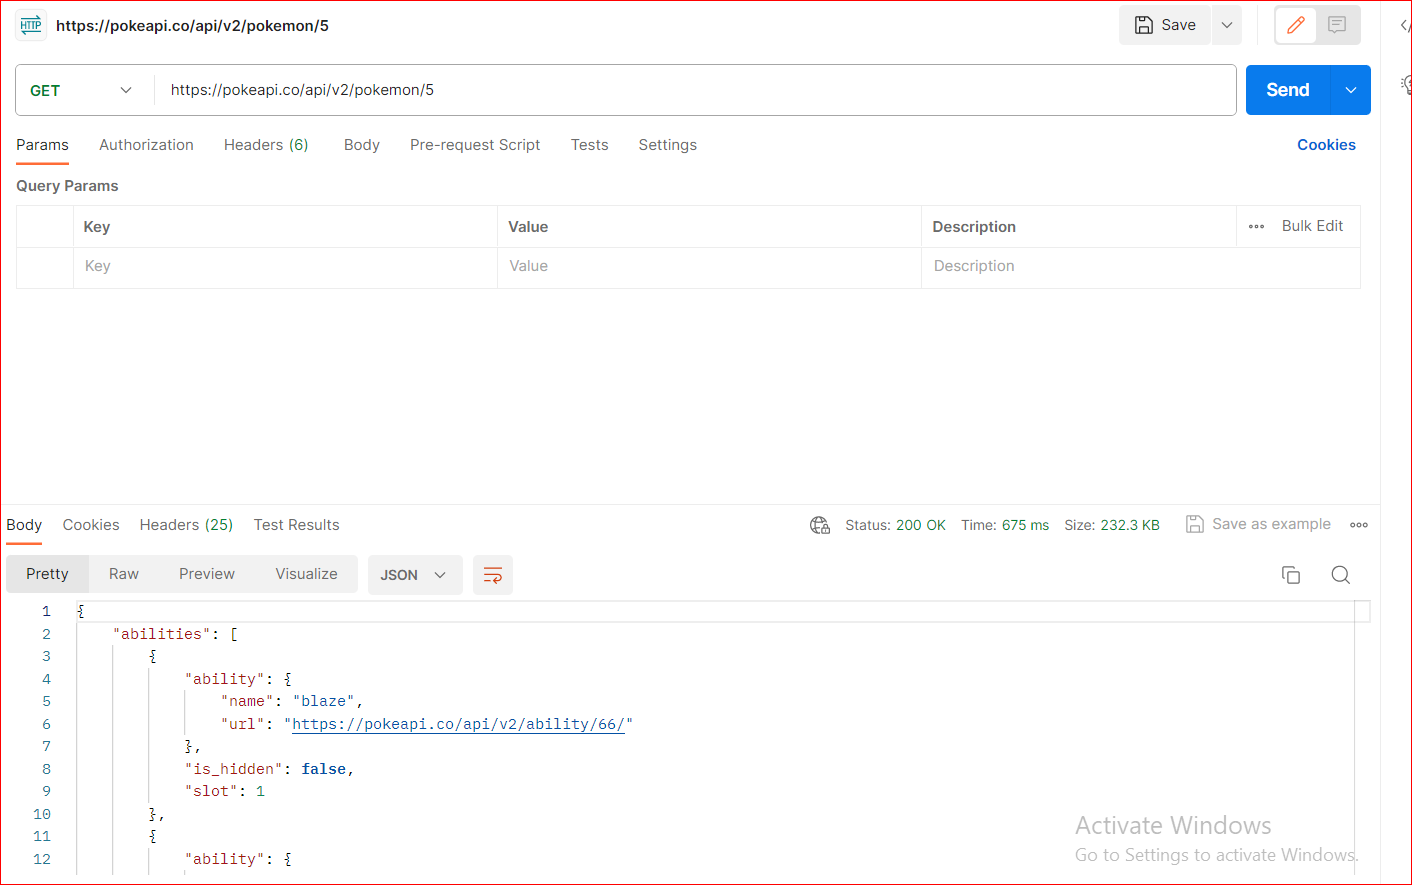 HTTP https://pokeapi.co/api/v2/pokemon/5 Save
GET https://pokeapi.co/api/v2/pokemon/5 Send
Params Authorization Headers (6) Body Pre-request Script Tests Settings Cookies
Query Params
Key Value Description Bulk Edit
Key Value Description
Body Cookies Headers (25) Test Results Status: 200 OK Time: 675 ms Size: 232.3 KB Save as example
Pretty Raw Preview Visualize JSON
1 {
2 "abilities": [
3 {
4 "ability": {
5 "name": "blaze",
6 "url": "https://pokeapi.co/api/v2/ability/66/"
7 },
8 "is_hidden": false,
9 "slot": 1
10 },
11 {
12 "ability": {
Activate Windows
Go to Settings to activate Windows.